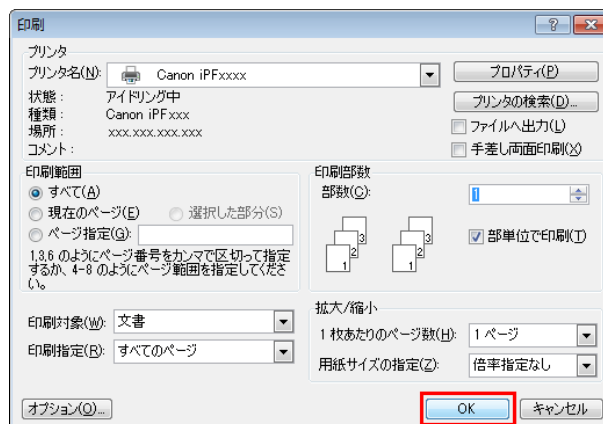 印刷
プリンタ
プリンタ名(N): Canon iPFxxxx プロパティ(P)
状態： アイドリング中 プリンタの検索(D)...
種類： Canon iPFxxx
場所： xxx.xxx.xxx.xxx ファイルへ出力(L)
コメント： 手差し両面印刷(X)
印刷範囲
すべて(A)
現在のページ(E) 選択した部分(S)
ページ指定(G):
1,3,6 のようにページ番号をカンマで区切って指定
するか、4-8 のようにページ範囲を指定してくださ
い。
印刷部数
部数(C): 1
1 2 3 1 2 3 部単位で印刷(T)
印刷対象(W): 文書
印刷指定(R): すべてのページ
拡大/縮小
1 枚あたりのページ数(H): 1 ページ
用紙サイズの指定(Z): 倍率指定なし
オプション(O)... OK キャンセル